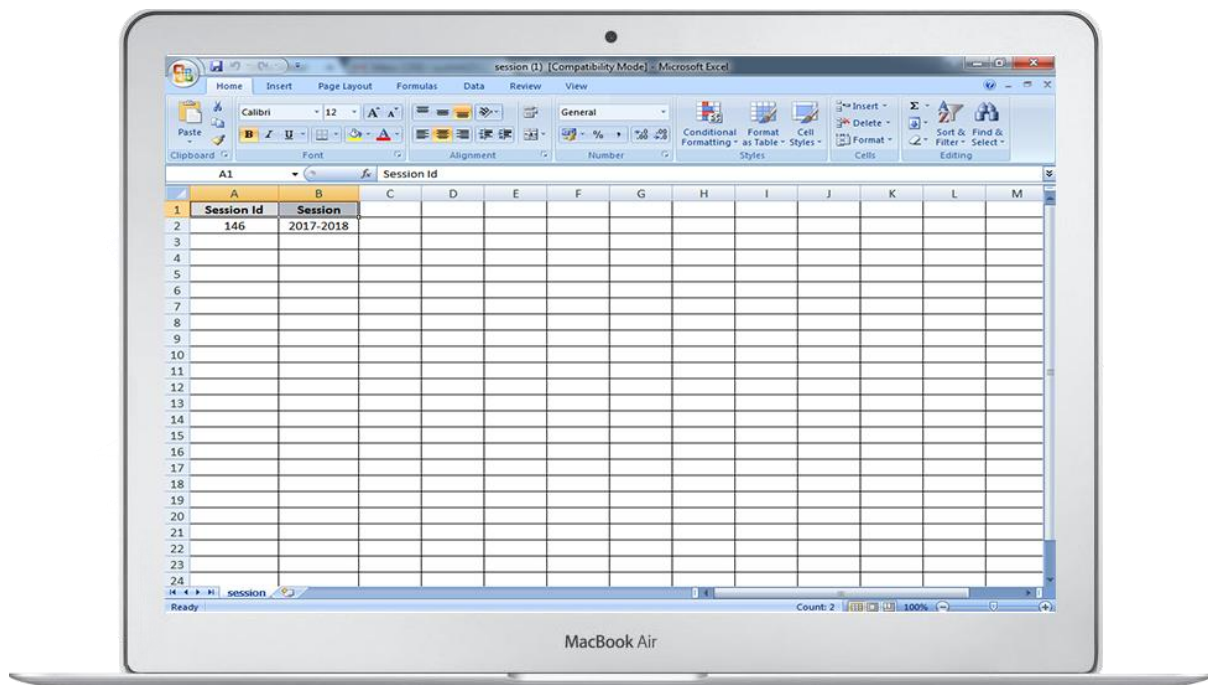 session (1) [Compatibility Mode] - Microsoft Excel
Home Insert Page Layout Formulas Data Review View
Paste
Calibri 12 A A
General
Conditional Formatting
Format as Table
Cell Styles
Insert
Delete
Format
Sort & Filter
Find & Select
B I U A
% ,
Clipboard Font Alignment Number Styles Cells Editing
A1 fx Session Id
A B C D E F G H I J K L M
1 Session Id Session
2 146 2017-2018
3
4
5
6
7
8
9
10
11
12
13
14
15
16
17
18
19
20
21
22
23
24
session
Ready Count: 2 100%
MacBook Air